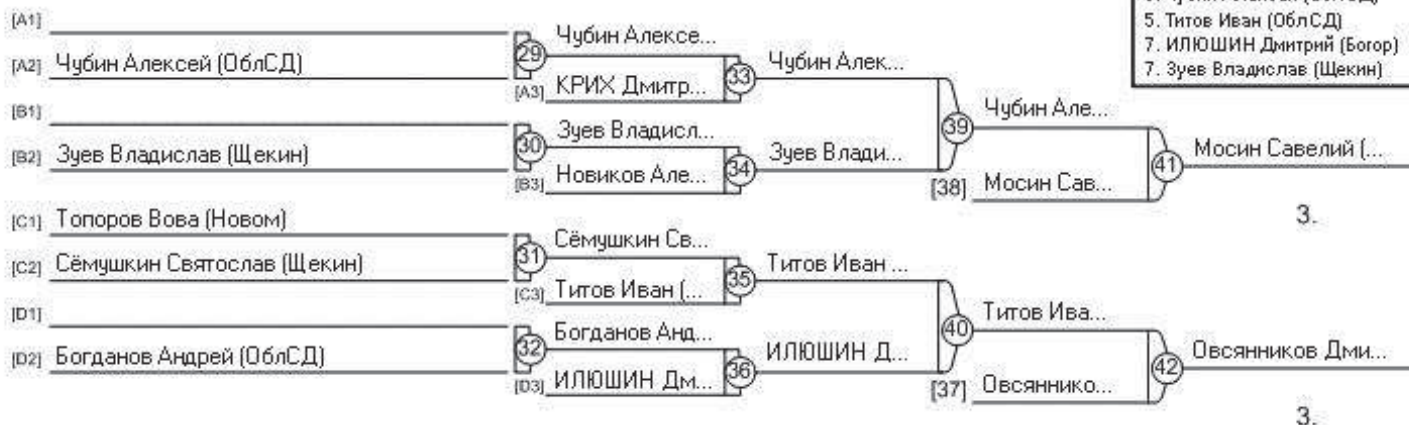 5. Титов Иван (ОблСД)
7. ИЛЮШИН Дмитрий (Богор)
7. Зуев Владислав (Щекин)
[A1]
[A2] Чубин Алексей (ОблСД)
29
Чубин Алексе...
[A3] КРИХ Дмитр...
33
Чубин Алек...
[B1]
[B2] Зуев Владислав (Щекин)
30
Зуев Владисл...
[B3] Новиков Але...
34
Зуев Влади...
39
Чубин Але...
[38] Мосин Сав...
41
Мосин Савелий (...
3.
[C1] Топоров Вова (Новом)
[C2] Сёмушкин Святослав (Щекин)
31
Сёмушкин Св...
[C3] Титов Иван (...
35
Титов Иван ...
[D1]
[D2] Богданов Андрей (ОблСД)
32
Богданов Анд...
[D3] ИЛЮШИН Дм...
36
ИЛЮШИН Д...
40
Титов Ива...
[37] Овсяннико...
42
Овсянников Дми...
3.